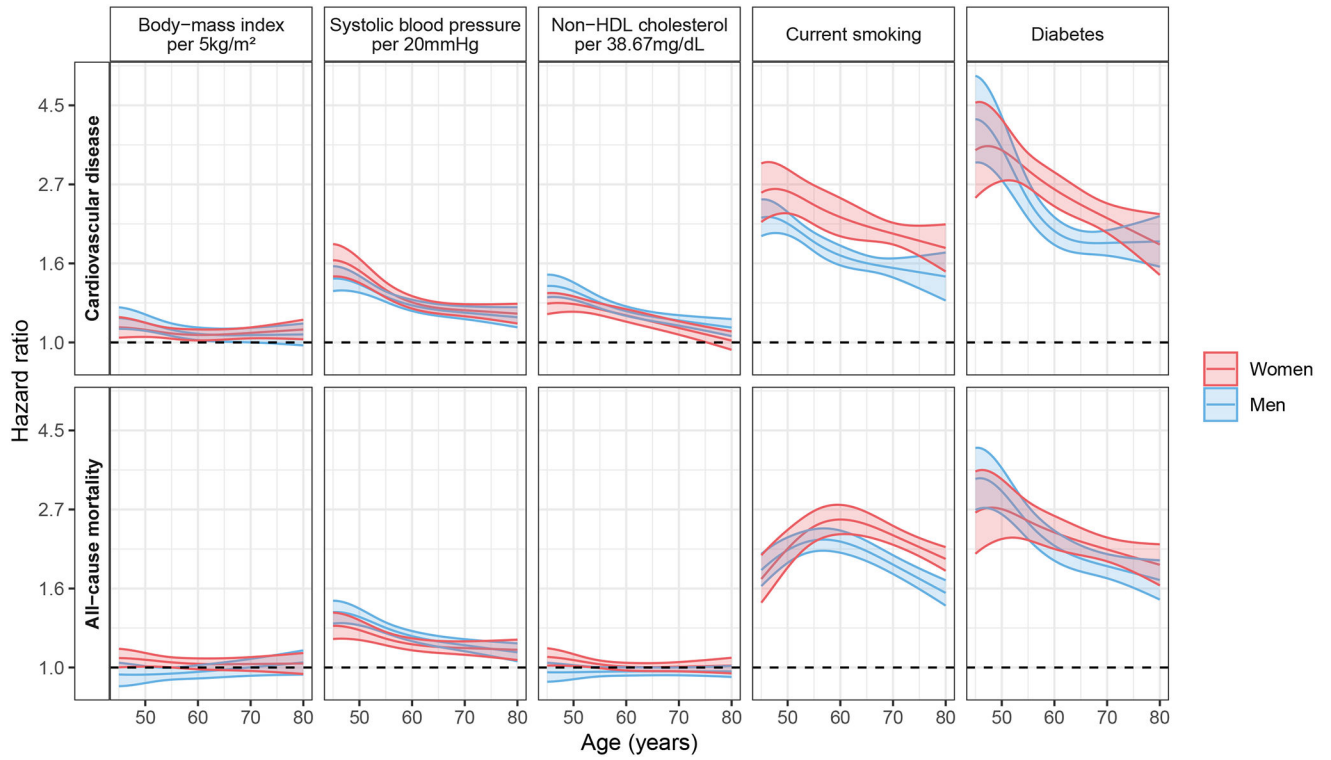 Body−mass index
per 5kg/m²
Systolic blood pressure
per 20mmHg
Non−HDL cholesterol
per 38.67mg/dL
Current smoking
Diabetes
Hazard ratio
Cardiovascular disease
4.5
2.7
1.6
1.0
All−cause mortality
4.5
2.7
1.6
1.0
Women
Men
50 60 70 80
50 60 70 80
50 60 70 80
50 60 70 80
50 60 70 80
Age (years)